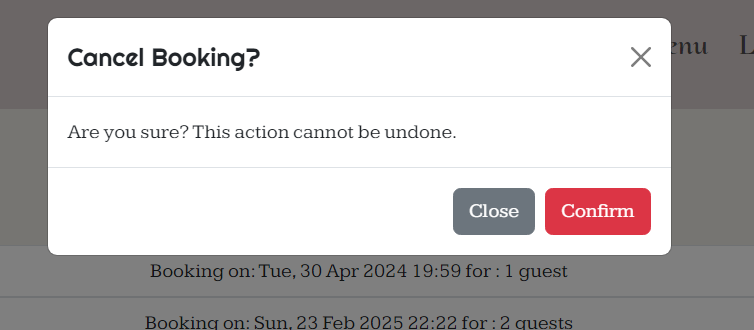 Cancel Booking?
Are you sure? This action cannot be undone.
Close Confirm
Booking on: Tue, 30 Apr 2024 19:59 for : 1 guest
Booking on: Sun, 23 Feb 2025 22:22 for : 2 guests